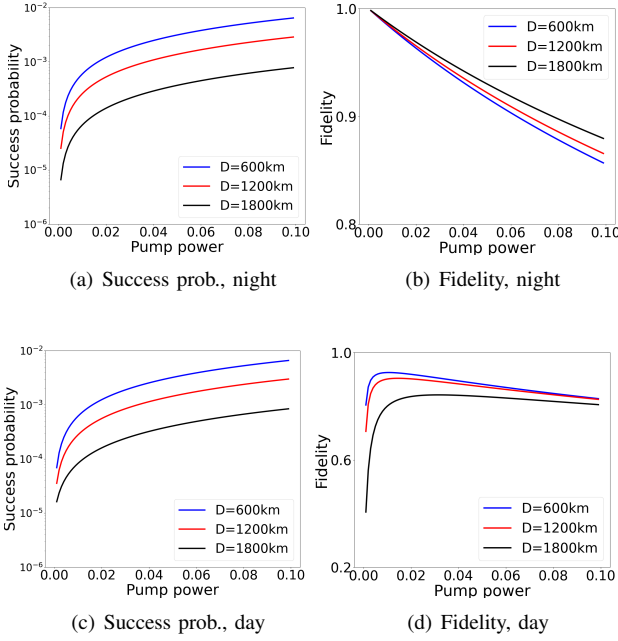 10⁻²
10⁻³
10⁻⁴
10⁻⁵
10⁻⁶
Success probability
D=600km
D=1200km
D=1800km
0.00 0.02 0.04 0.06 0.08 0.10
Pump power
(a) Success prob., night
1.0
0.9
0.8
Fidelity
D=600km
D=1200km
D=1800km
0.00 0.02 0.04 0.06 0.08 0.10
Pump power
(b) Fidelity, night
10⁻²
10⁻³
10⁻⁴
10⁻⁵
10⁻⁶
Success probability
D=600km
D=1200km
D=1800km
0.00 0.02 0.04 0.06 0.08 0.10
Pump power
(c) Success prob., day
1.0
0.6
0.2
Fidelity
D=600km
D=1200km
D=1800km
0.00 0.02 0.04 0.06 0.08 0.10
Pump power
(d) Fidelity, day